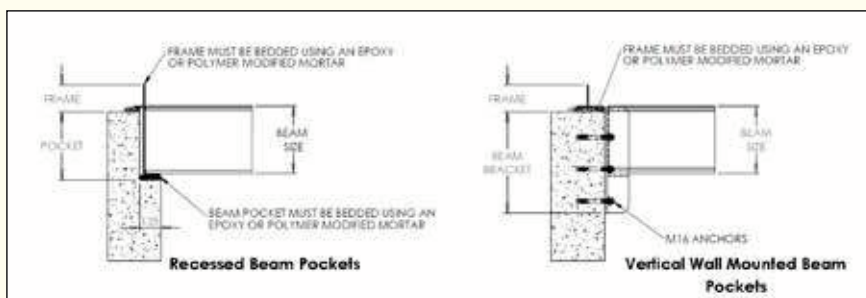 FRAME MUST BE BEDDED USING AN EPOXY
OR POLYMER MODIFIED MORTAR
FRAME
POCKET
BEAM
SIZE
BEAM POCKET MUST BE BEDDED USING AN
EPOXY OR POLYMER MODIFIED MORTAR
Recessed Beam Pockets
FRAME MUST BE BEDDED USING AN EPOXY
OR POLYMER MODIFIED MORTAR
FRAME
BEAM
BRACKET
BEAM
SIZE
M16 ANCHORS
Vertical Wall Mounted Beam
Pockets